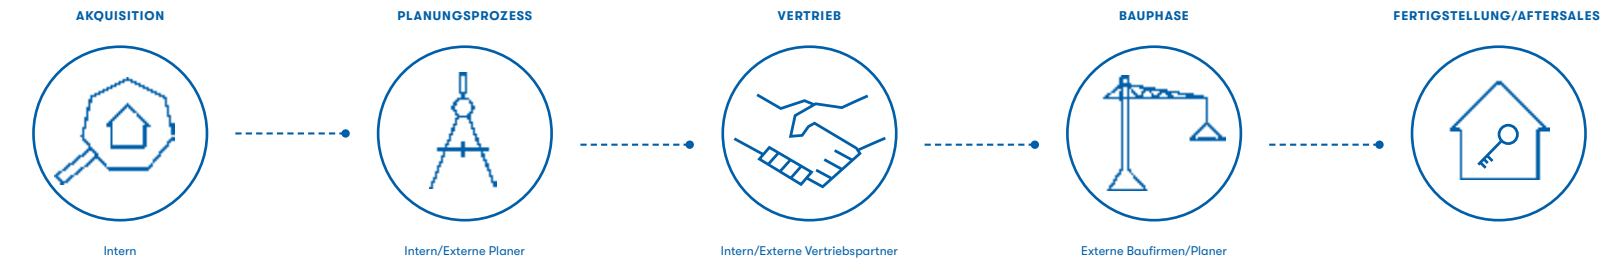 AKQUISITION
PLANUNGSPROZESS
VERTRIEB
BAUPHASE
FERTIGSTELLUNG/AFTERSALES
Intern
Intern/Externe Planer
Intern/Externe Vertriebspartner
Externe Baufirmen/Planer